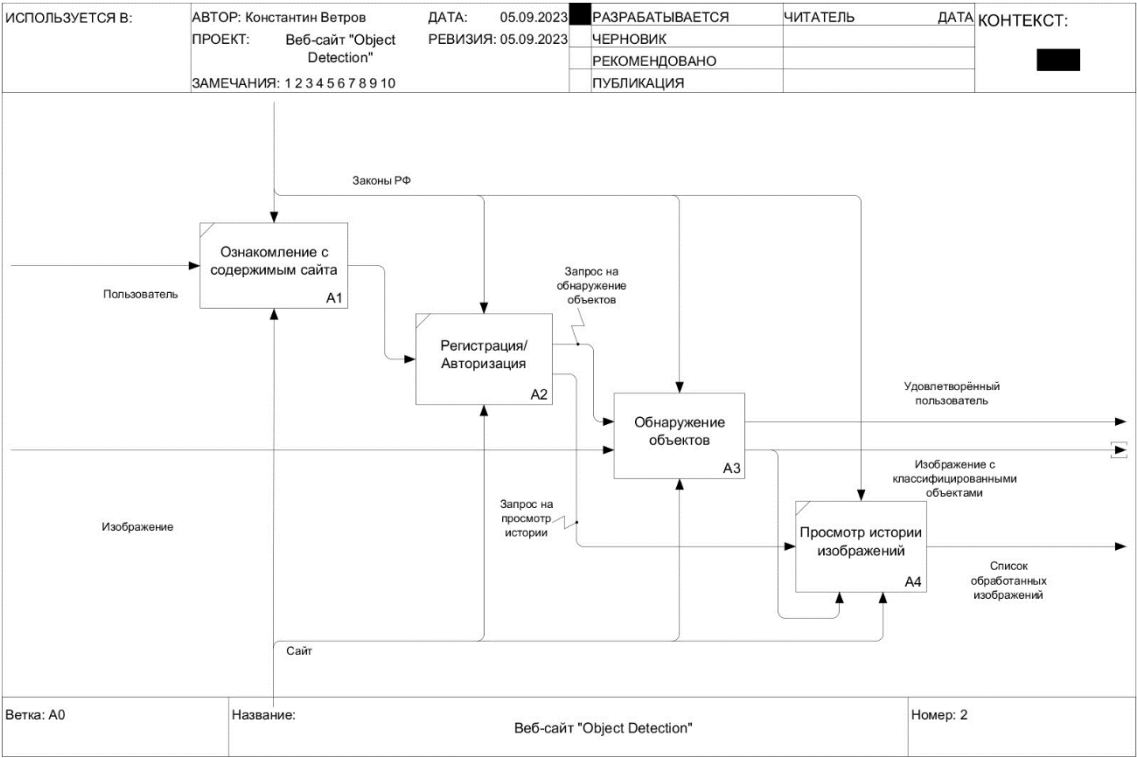 ИСПОЛЬЗУЕТСЯ В:
АВТОР: Константин Ветров
ДАТА: 05.09.2023
ПРОЕКТ: Веб-сайт "Object
Detection"
РЕВИЗИЯ: 05.09.2023
ЗАМЕЧАНИЯ: 1 2 3 4 5 6 7 8 9 10
РАЗРАБАТЫВАЕТСЯ
ЧЕРНОВИК
РЕКОМЕНДОВАНО
ПУБЛИКАЦИЯ
ЧИТАТЕЛЬ
ДАТА
КОНТЕКСТ:
Законы РФ
Ознакомление с
содержимым сайта
A1
Пользователь
Запрос на
обнаружение
объектов
Регистрация/
Авторизация
A2
Удовлетворённый
пользователь
Обнаружение
объектов
A3
Изображение с
классифицированными
объектами
Запрос на
просмотр
истории
Изображение
Просмотр истории
изображений
A4
Список
обработанных
изображений
Сайт
Ветка: A0
Название:
Веб-сайт "Object Detection"
Номер: 2